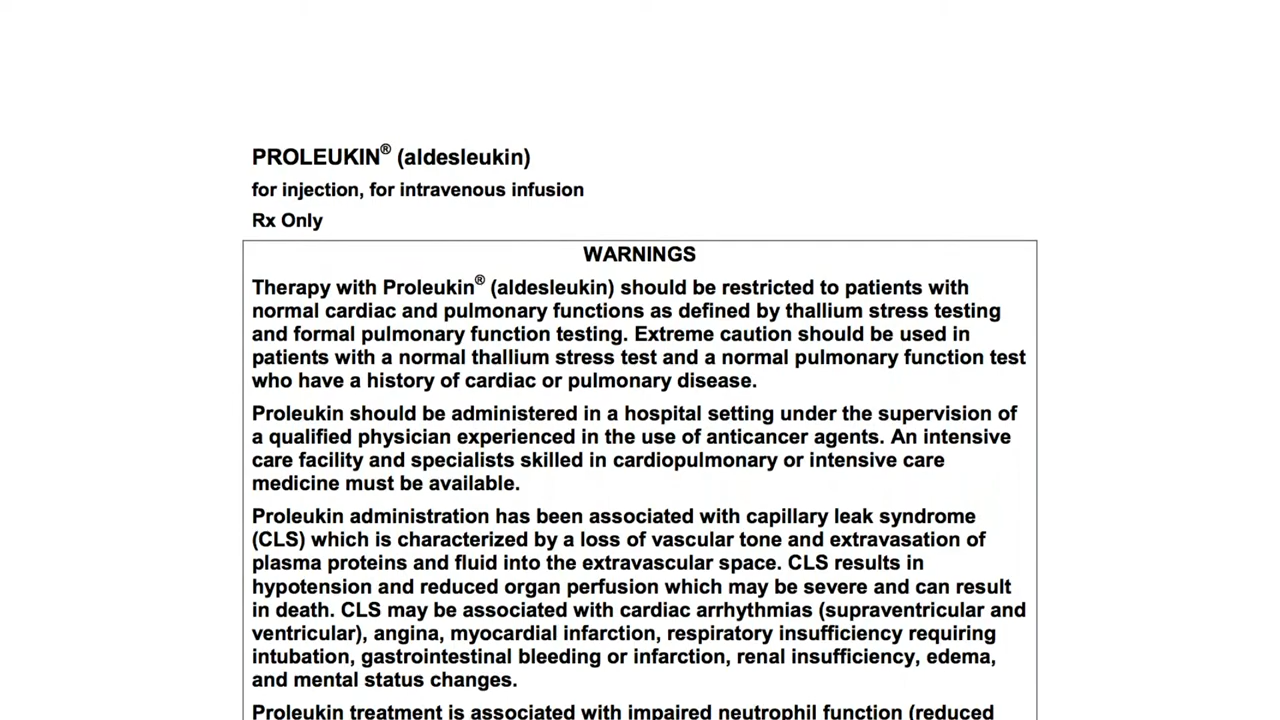 PROLEUKIN® (aldesleukin)
for injection, for intravenous infusion
Rx Only
WARNINGS
Therapy with Proleukin® (aldesleukin) should be restricted to patients with
normal cardiac and pulmonary functions as defined by thallium stress testing
and formal pulmonary function testing. Extreme caution should be used in
patients with a normal thallium stress test and a normal pulmonary function test
who have a history of cardiac or pulmonary disease.
Proleukin should be administered in a hospital setting under the supervision of
a qualified physician experienced in the use of anticancer agents. An intensive
care facility and specialists skilled in cardiopulmonary or intensive care
medicine must be available.
Proleukin administration has been associated with capillary leak syndrome
(CLS) which is characterized by a loss of vascular tone and extravasation of
plasma proteins and fluid into the extravascular space. CLS results in
hypotension and reduced organ perfusion which may be severe and can result
in death. CLS may be associated with cardiac arrhythmias (supraventricular and
ventricular), angina, myocardial infarction, respiratory insufficiency requiring
intubation, gastrointestinal bleeding or infarction, renal insufficiency, edema,
and mental status changes.
Proleukin treatment is associated with impaired neutrophil function (reduced